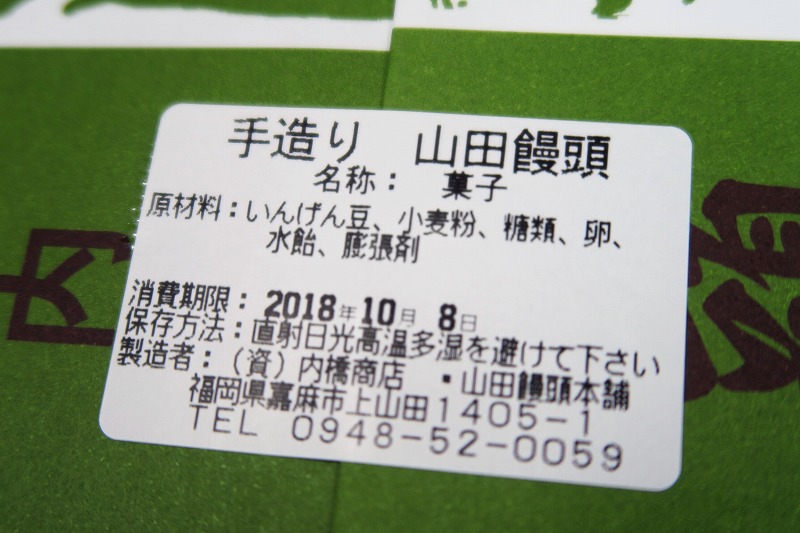 手造り　山田饅頭
名称：　菓子
原材料：いんげん豆、小麦粉、糖類、卵、
水飴、膨張剤
消費期限：2018年10月 8日
保存方法：直射日光高温多湿を避けて下さい
製造者：（資）内橋商店　・山田饅頭本舗
福岡県嘉麻市上山田１４０５−１
ＴＥＬ　０９４８−５２−００５９
内